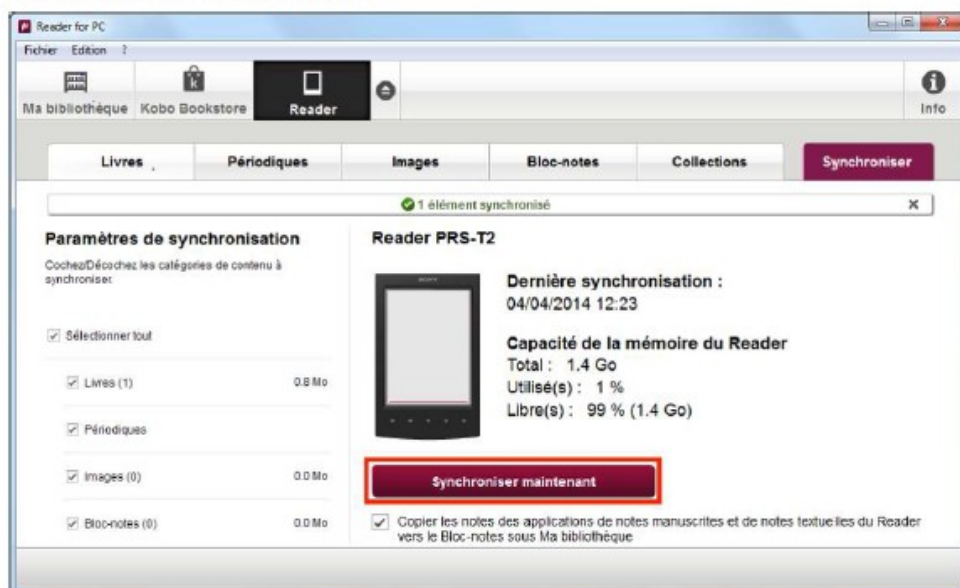 Reader for PC
Fichier Edition ?
Ma bibliothèque Kobo Bookstore Reader Info
Livres Périodiques Images Bloc-notes Collections Synchroniser
1 élément synchronisé
Paramètres de synchronisation
Cochez/Décochez les catégories de contenu à
synchroniser.
Sélectionner tout
Livres (1) 0.8 Mo
Périodiques
Images (0) 0.0 Mo
Bloc-notes (0) 0.0 Mo
Reader PRS-T2
SONY
Dernière synchronisation :
04/04/2014 12:23
Capacité de la mémoire du Reader
Total : 1.4 Go
Utilisé(s) : 1 %
Libre(s) : 99 % (1.4 Go)
Synchroniser maintenant
Copier les notes des applications de notes manuscrites et de notes textuelles du Reader
vers le Bloc-notes sous Ma bibliothèque